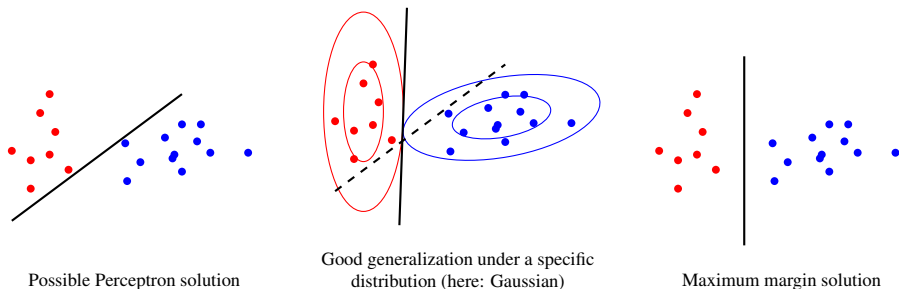 Possible Perceptron solution
Good generalization under a specific
distribution (here: Gaussian)
Maximum margin solution